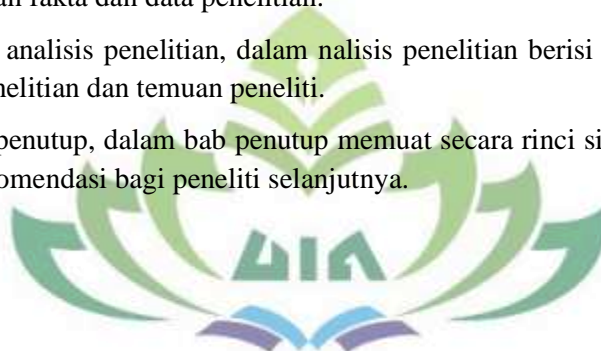 an fakta dan data penelitian.
analisis penelitian, dalam nalisis penelitian berisi
nelitian dan temuan peneliti.
penutup, dalam bab penutup memuat secara rinci si
omendasi bagi peneliti selanjutnya.
UIN